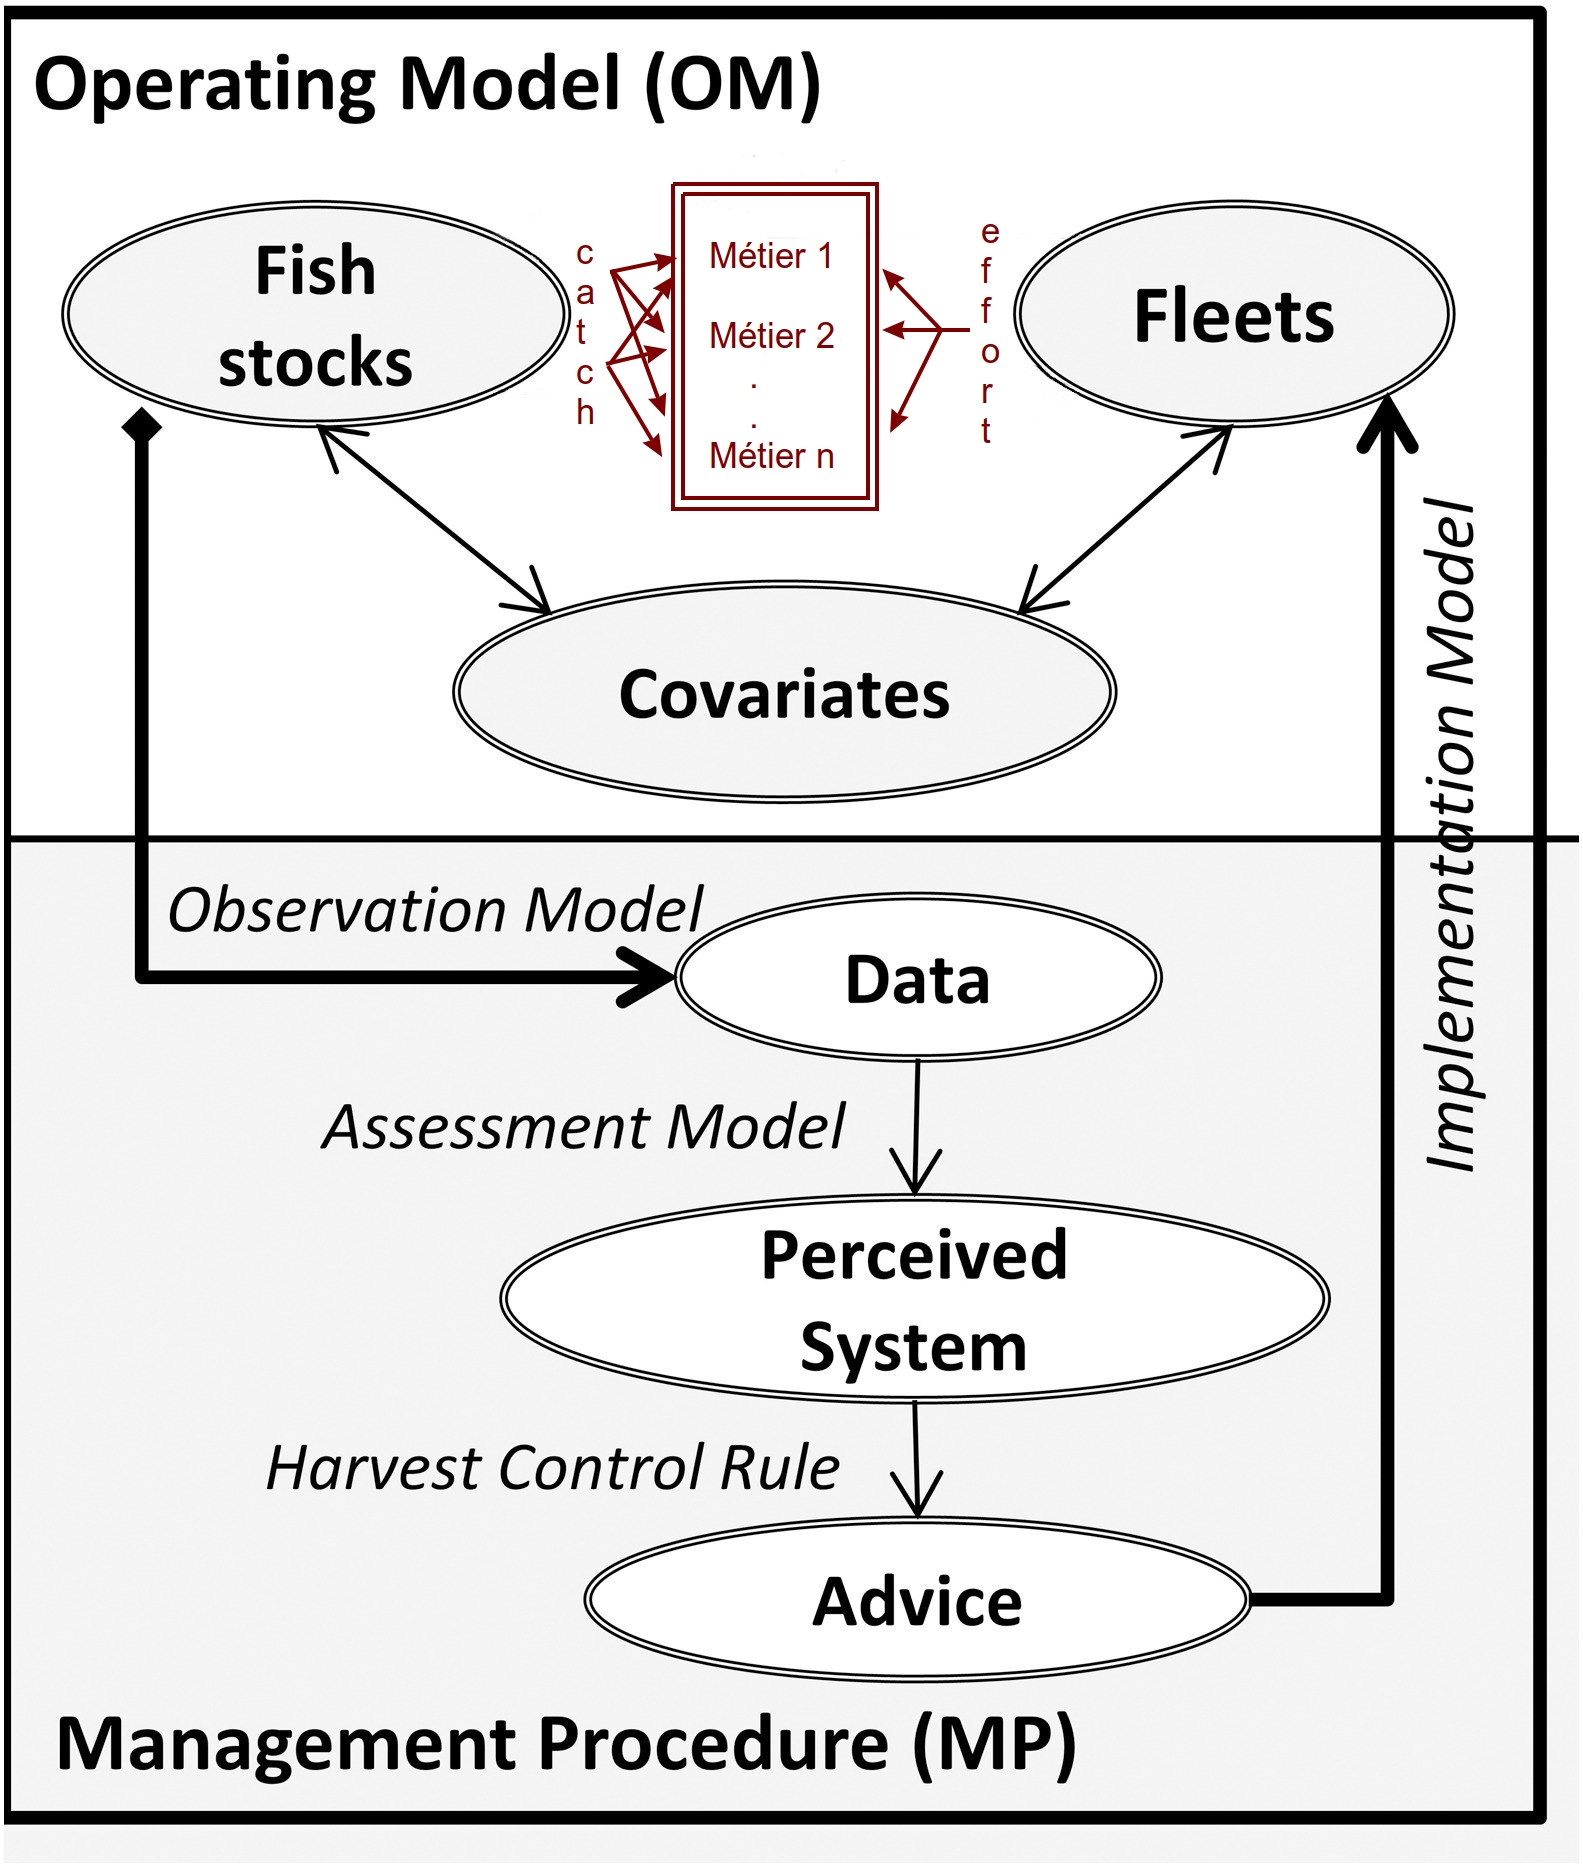 Operating Model (OM)
Fish
stocks
catch
Métier 1
Métier 2
.
.
Métier n
effort
Fleets
Covariates
Implementation Model
Observation Model
Data
Assessment Model
Perceived
System
Harvest Control Rule
Advice
Management Procedure (MP)